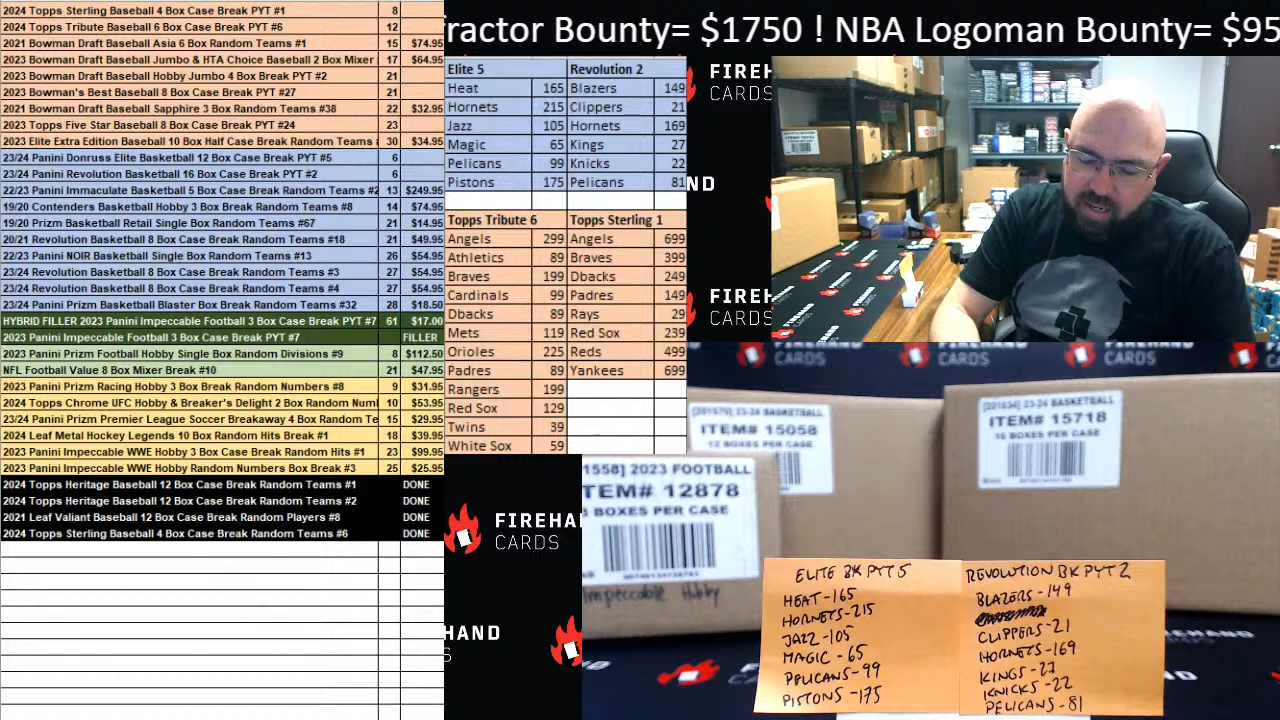 2024 Topps Sterling Baseball 4 Box Case Break PYT #1 8
2024 Topps Tribute Baseball 6 Box Case Break PYT #6 12
2021 Bowman Draft Baseball Asia 6 Box Random Teams #1 15 $74.95
2023 Bowman Draft Baseball Jumbo & HTA Choice Baseball 2 Box Mixer 17 $64.95
2023 Bowman Draft Baseball Hobby Jumbo 4 Box Break PYT #2 21
2023 Bowman's Best Baseball 8 Box Case Break PYT #27 21
2021 Bowman Draft Baseball Sapphire 3 Box Random Teams #38 22 $32.95
2023 Topps Five Star Baseball 8 Box Case Break PYT #24 23
2023 Elite Extra Edition Baseball 10 Box Half Case Break Random Teams 30 $34.95
23/24 Panini Donruss Elite Basketball 12 Box Case Break PYT #5 6
23/24 Panini Revolution Basketball 16 Box Case Break PYT #2 6
22/23 Panini Immaculate Basketball 5 Box Case Break Random Teams #2 13 $249.95
19/20 Contenders Basketball Hobby 3 Box Break Random Teams #8 14 $74.95
19/20 Prizm Basketball Retail Single Box Random Teams #67 21 $14.95
20/21 Revolution Basketball 8 Box Case Break Random Teams #18 21 $49.95
22/23 Panini NOIR Basketball Single Box Random Teams #13 26 $54.95
23/24 Revolution Basketball 8 Box Case Break Random Teams #3 27 $54.95
23/24 Revolution Basketball 8 Box Case Break Random Teams #4 27 $54.95
23/24 Panini Prizm Basketball Blaster Box Break Random Teams #32 28 $18.50
HYBRID FILLER 2023 Panini Impeccable Football 3 Box Case Break PYT #7 61 $17.00
2023 Panini Impeccable Football 3 Box Case Break PYT #7 FILLER
2023 Panini Prizm Football Hobby Single Box Random Divisions #9 8 $112.50
NFL Football Value 8 Box Mixer Break #10 21 $47.95
2023 Panini Prizm Racing Hobby 3 Box Break Random Numbers #8 9 $31.95
2024 Topps Chrome UFC Hobby & Breaker's Delight 2 Box Random Numl 10 $53.95
23/24 Panini Prizm Premier League Soccer Breakaway 4 Box Random Te 15 $29.95
2024 Leaf Metal Hockey Legends 10 Box Random Hits Break #1 18 $39.95
2023 Panini Impeccable WWE Hobby 3 Box Case Break Random Hits #1 23 $99.95
2023 Panini Impeccable WWE Hobby Random Numbers Box Break #3 25 $25.95
2024 Topps Heritage Baseball 12 Box Case Break Random Teams #1 DONE
2024 Topps Heritage Baseball 12 Box Case Break Random Teams #2 DONE
2021 Leaf Valiant Baseball 12 Box Case Break Random Players #8 DONE
2024 Topps Sterling Baseball 4 Box Case Break Random Teams #6 DONE
ractor Bounty= $1750 ! NBA Logoman Bounty= $95
Elite 5 Revolution 2
Heat 165 Blazers 149
Hornets 215 Clippers 21
Jazz 105 Hornets 169
Magic 65 Kings 27
Pelicans 99 Knicks 22
Pistons 175 Pelicans 81
Topps Tribute 6 Topps Sterling 1
Angels 299 Angels 699
Athletics 89 Braves 399
Braves 199 Dbacks 249
Cardinals 99 Padres 149
Dbacks 89 Rays 29
Mets 119 Red Sox 239
Orioles 225 Reds 499
Padres 89 Yankees 699
Rangers 199
Red Sox 129
Twins 39
White Sox 59
FIREH
CARDS
ND
FIREH
CARDS
FIREHAN
CARDS
HAND
S
FIREHAND
CARDS
23-24 BASKETBALL
ITEM# 15058
12 BOXES PER CASE
23-24 BASKETBALL
ITEM# 15718
16 BOXES PER CASE
1558] 2023 FOOTBALL
TEM# 12878
3 BOXES PER CASE
Impeccable Hobby
ELITE BK PYT 5
HEAT-165
HORNETS-215
JAZZ-105
MAGIC-65
PELICANS-99
PISTONS-175
REVOLUTION BK PYT 2
BLAZERS-149
CLIPPERS-21
HORNETS-169
KINGS-27
KNICKS-22
PELICANS-81
FIREHAND
CARDS